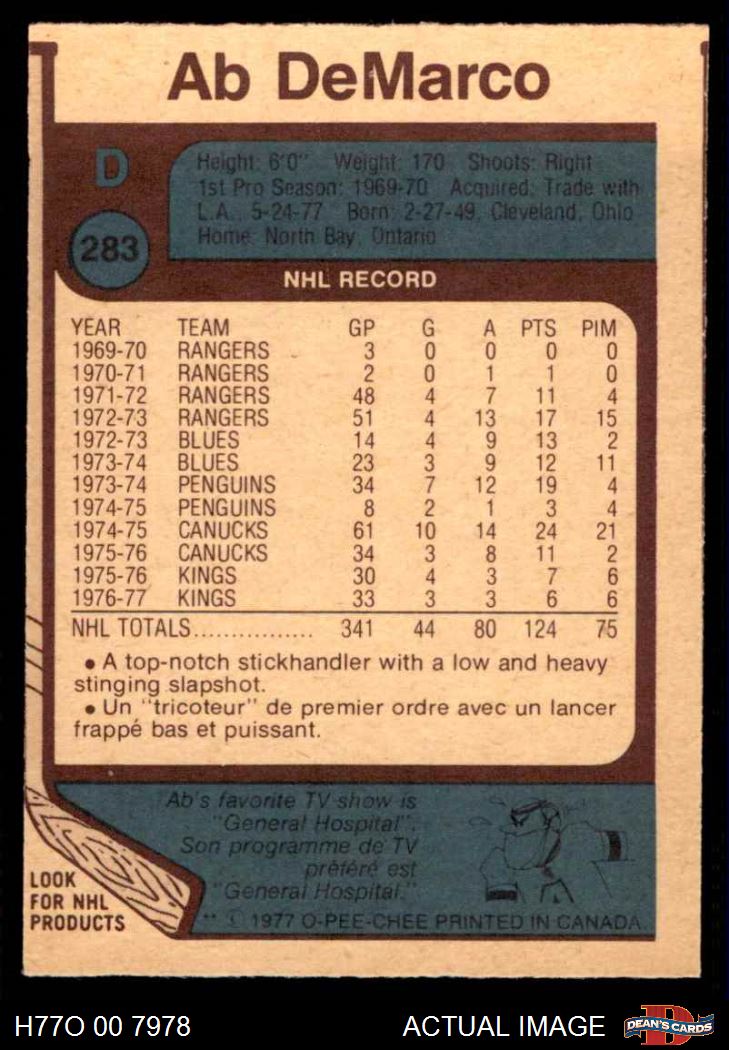 Ab DeMarco
D
Height: 6'0" Weight: 170 Shoots: Right
1st Pro Season: 1969-70 Acquired: Trade with
L.A., 5-24-77 Born: 2-27-49, Cleveland, Ohio
Home: North Bay, Ontario
283
NHL RECORD
YEAR TEAM GP G A PTS PIM
1969-70 RANGERS 3 0 0 0 0
1970-71 RANGERS 2 0 1 1 0
1971-72 RANGERS 48 4 7 11 4
1972-73 RANGERS 51 4 13 17 15
1972-73 BLUES 14 4 9 13 2
1973-74 BLUES 23 3 9 12 11
1973-74 PENGUINS 34 7 12 19 4
1974-75 PENGUINS 8 2 1 3 4
1974-75 CANUCKS 61 10 14 24 21
1975-76 CANUCKS 34 3 8 11 2
1975-76 KINGS 30 4 3 7 6
1976-77 KINGS 33 3 3 6 6
NHL TOTALS................ 341 44 80 124 75
• A top-notch stickhandler with a low and heavy
stinging slapshot.
• Un "tricoteur" de premier ordre avec un lancer
frappé bas et puissant.
Ab's favorite TV show is
"General Hospital".
Son programme de TV
préféré est
"General Hospital."
LOOK
FOR NHL
PRODUCTS
** © 1977 O-PEE-CHEE PRINTED IN CANADA
H77O 00 7978 ACTUAL IMAGE
D
DEAN'S CARDS